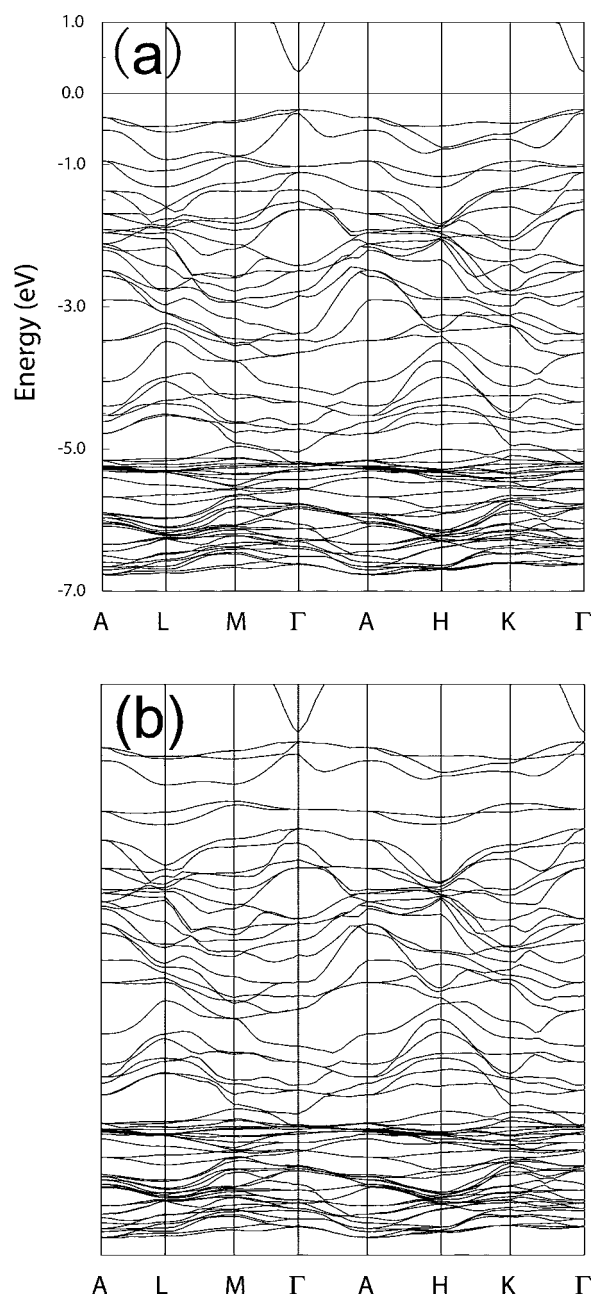 (a)
1.0
0.0
-1.0
-3.0
-5.0
-7.0
Energy (eV)
A L M Γ A H K Γ
(b)
A L M Γ A H K Γ